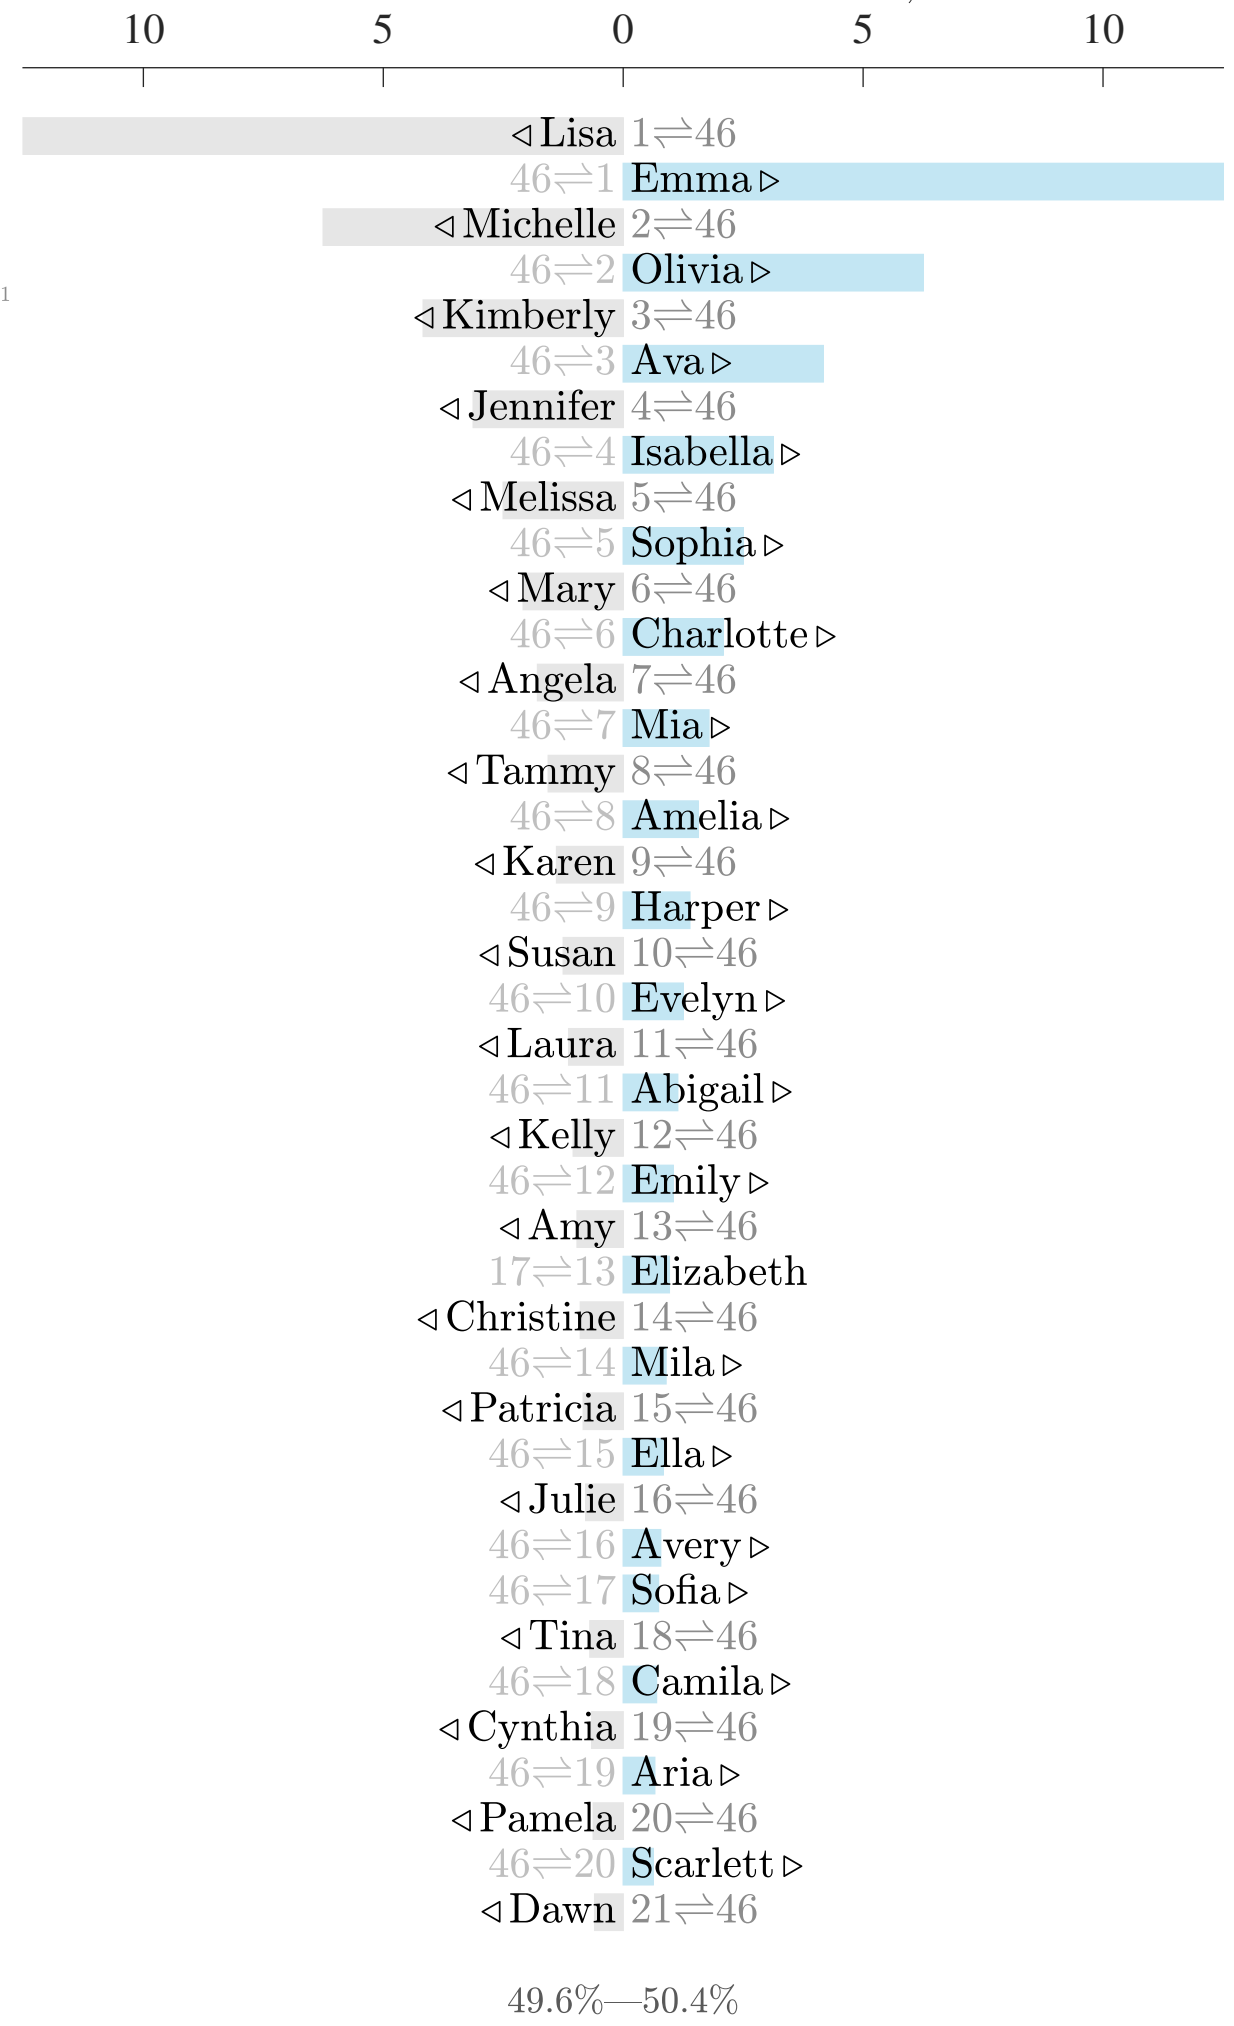 10 5 0 5 10
◁ Lisa 1⇌46
46⇌1 Emma ▷
◁ Michelle 2⇌46
46⇌2 Olivia ▷
1
◁ Kimberly 3⇌46
46⇌3 Ava ▷
◁ Jennifer 4⇌46
46⇌4 Isabella ▷
◁ Melissa 5⇌46
46⇌5 Sophia ▷
◁ Mary 6⇌46
46⇌6 Charlotte ▷
◁ Angela 7⇌46
46⇌7 Mia ▷
◁ Tammy 8⇌46
46⇌8 Amelia ▷
◁ Karen 9⇌46
46⇌9 Harper ▷
◁ Susan 10⇌46
46⇌10 Evelyn ▷
◁ Laura 11⇌46
46⇌11 Abigail ▷
◁ Kelly 12⇌46
46⇌12 Emily ▷
◁ Amy 13⇌46
17⇌13 Elizabeth
◁ Christine 14⇌46
46⇌14 Mila ▷
◁ Patricia 15⇌46
46⇌15 Ella ▷
◁ Julie 16⇌46
46⇌16 Avery ▷
46⇌17 Sofia ▷
◁ Tina 18⇌46
46⇌18 Camila ▷
◁ Cynthia 19⇌46
46⇌19 Aria ▷
◁ Pamela 20⇌46
46⇌20 Scarlett ▷
◁ Dawn 21⇌46
49.6%—50.4%